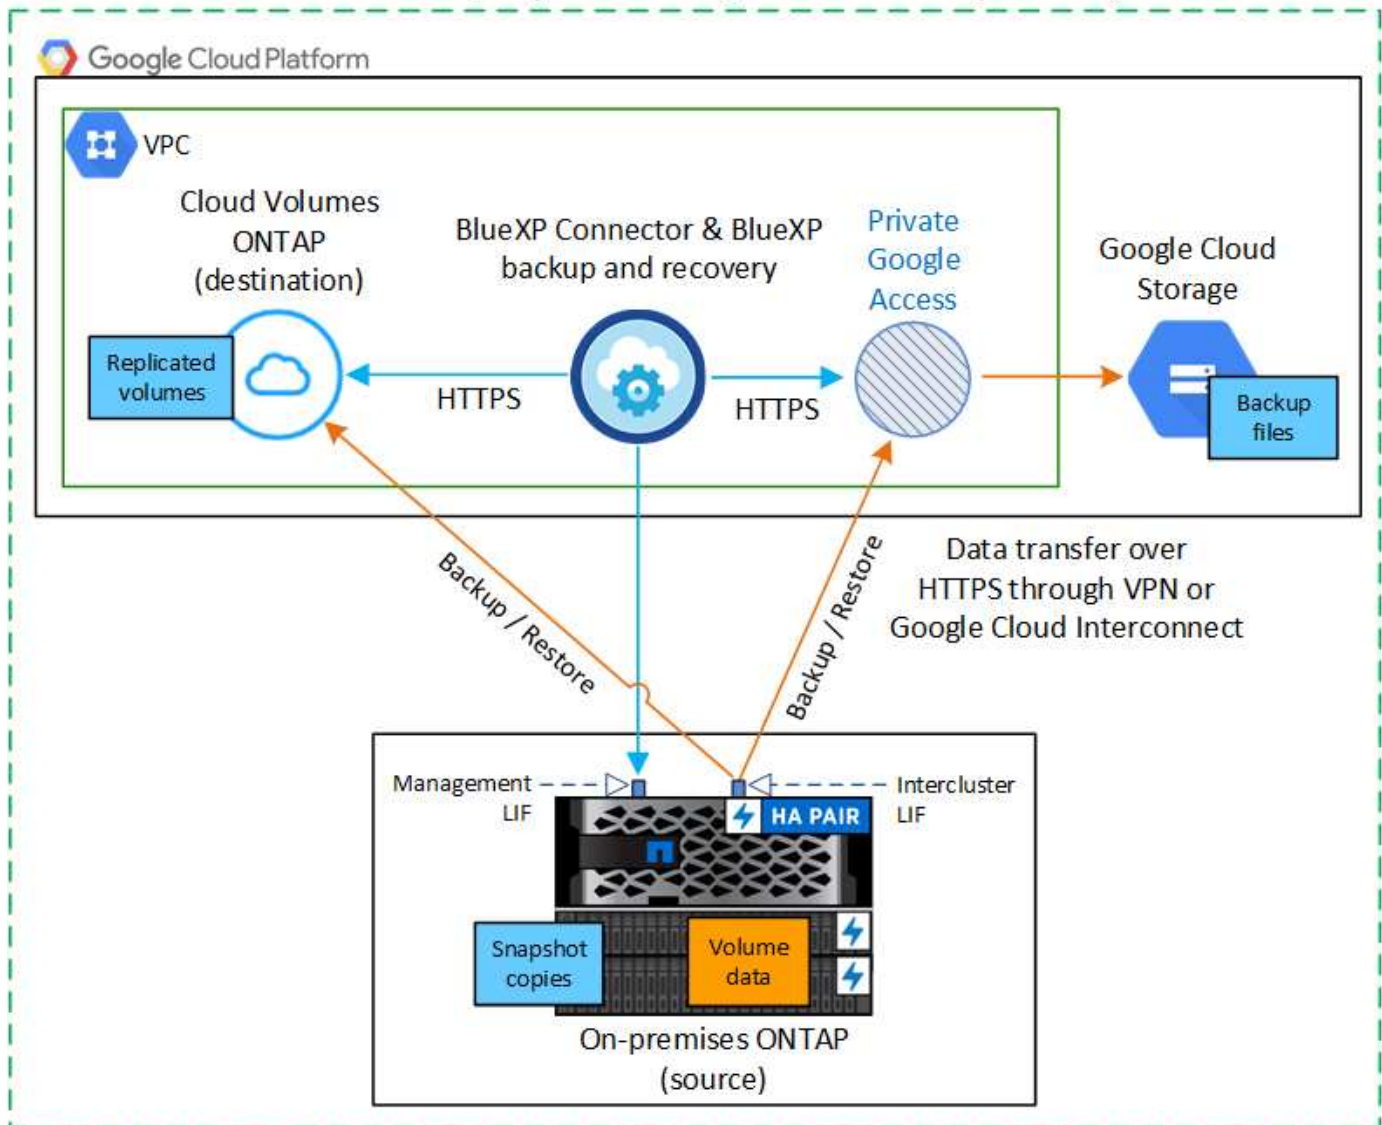 Google Cloud Platform
VPC
Cloud Volumes
ONTAP
(destination)
BlueXP Connector & BlueXP
backup and recovery
Private
Google
Access
Google Cloud
Storage
Replicated
volumes
HTTPS
HTTPS
Backup
files
Backup / Restore
Backup / Restore
Data transfer over
HTTPS through VPN or
Google Cloud Interconnect
Management
LIF
Intercluster
LIF
HA PAIR
Snapshot
copies
Volume
data
On-premises ONTAP
(source)